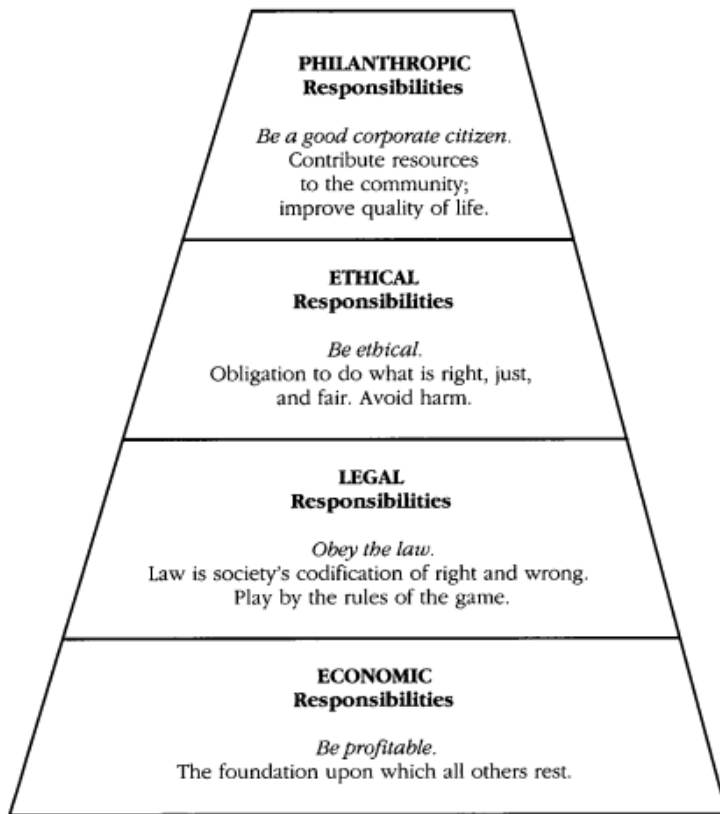 PHILANTHROPIC
Responsibilities
Be a good corporate citizen.
Contribute resources
to the community;
improve quality of life.
ETHICAL
Responsibilities
Be ethical.
Obligation to do what is right, just,
and fair. Avoid harm.
LEGAL
Responsibilities
Obey the law.
Law is society's codification of right and wrong.
Play by the rules of the game.
ECONOMIC
Responsibilities
Be profitable.
The foundation upon which all others rest.